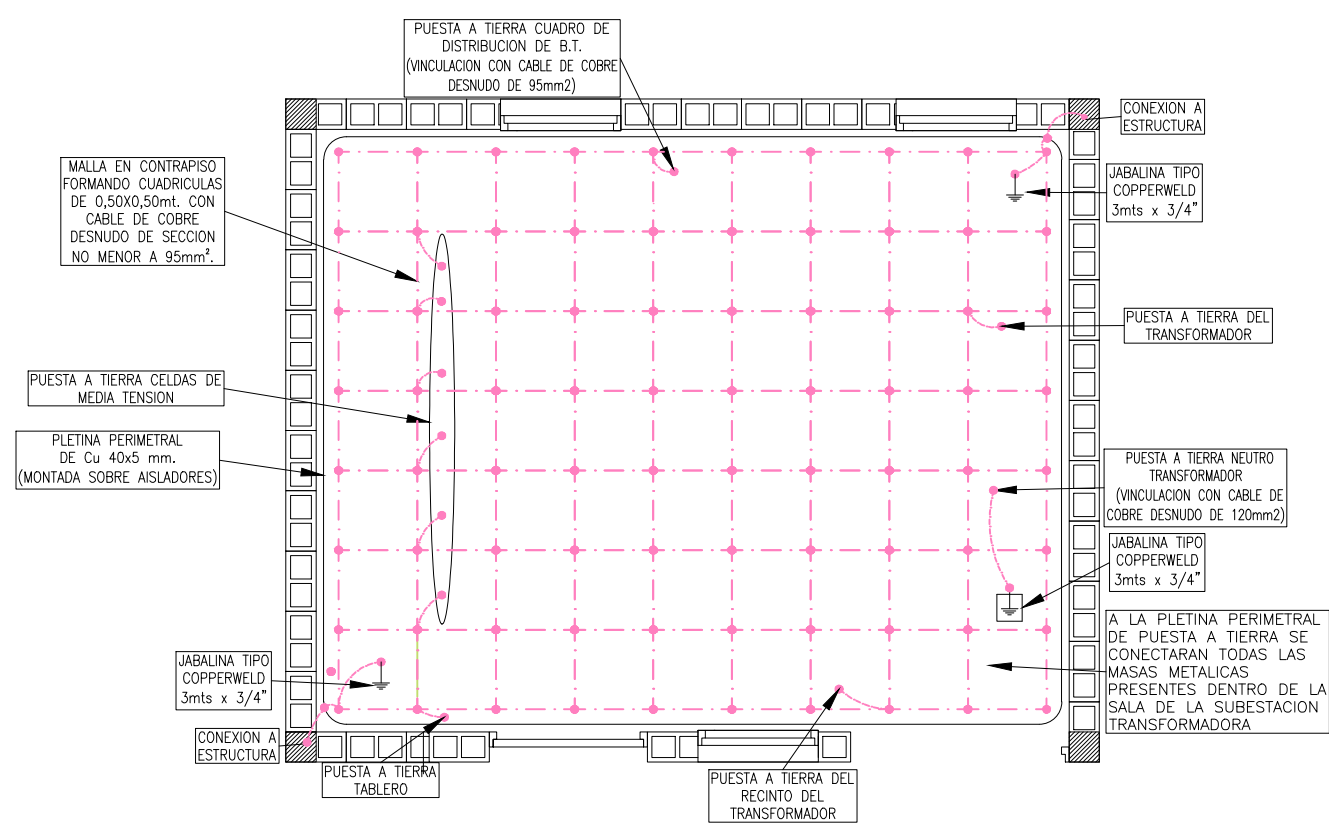 PUESTA A TIERRA CUADRO DE
DISTRIBUCION DE B.T.
(VINCULACION CON CABLE DE COBRE
DESNUDO DE 95mm2)
CONEXION A
ESTRUCTURA
MALLA EN CONTRAPISO
FORMANDO CUADRICULAS
DE 0,50X0,50mt. CON
CABLE DE COBRE
DESNUDO DE SECCION
NO MENOR A 95mm².
JABALINA TIPO
COPPERWELD
3mts x 3/4"
PUESTA A TIERRA DEL
TRANSFORMADOR
PUESTA A TIERRA CELDAS DE
MEDIA TENSION
PLETINA PERIMETRAL
DE Cu 40x5 mm.
(MONTADA SOBRE AISLADORES)
PUESTA A TIERRA NEUTRO
TRANSFORMADOR
(VINCULACION CON CABLE DE
COBRE DESNUDO DE 120mm2)
JABALINA TIPO
COPPERWELD
3mts x 3/4"
A LA PLETINA PERIMETRAL
DE PUESTA A TIERRA SE
CONECTARAN TODAS LAS
MASAS METALICAS
PRESENTES DENTRO DE LA
SALA DE LA SUBESTACION
TRANSFORMADORA
JABALINA TIPO
COPPERWELD
3mts x 3/4"
CONEXION A
ESTRUCTURA
PUESTA A TIERRA
TABLERO
PUESTA A TIERRA DEL
RECINTO DEL
TRANSFORMADOR